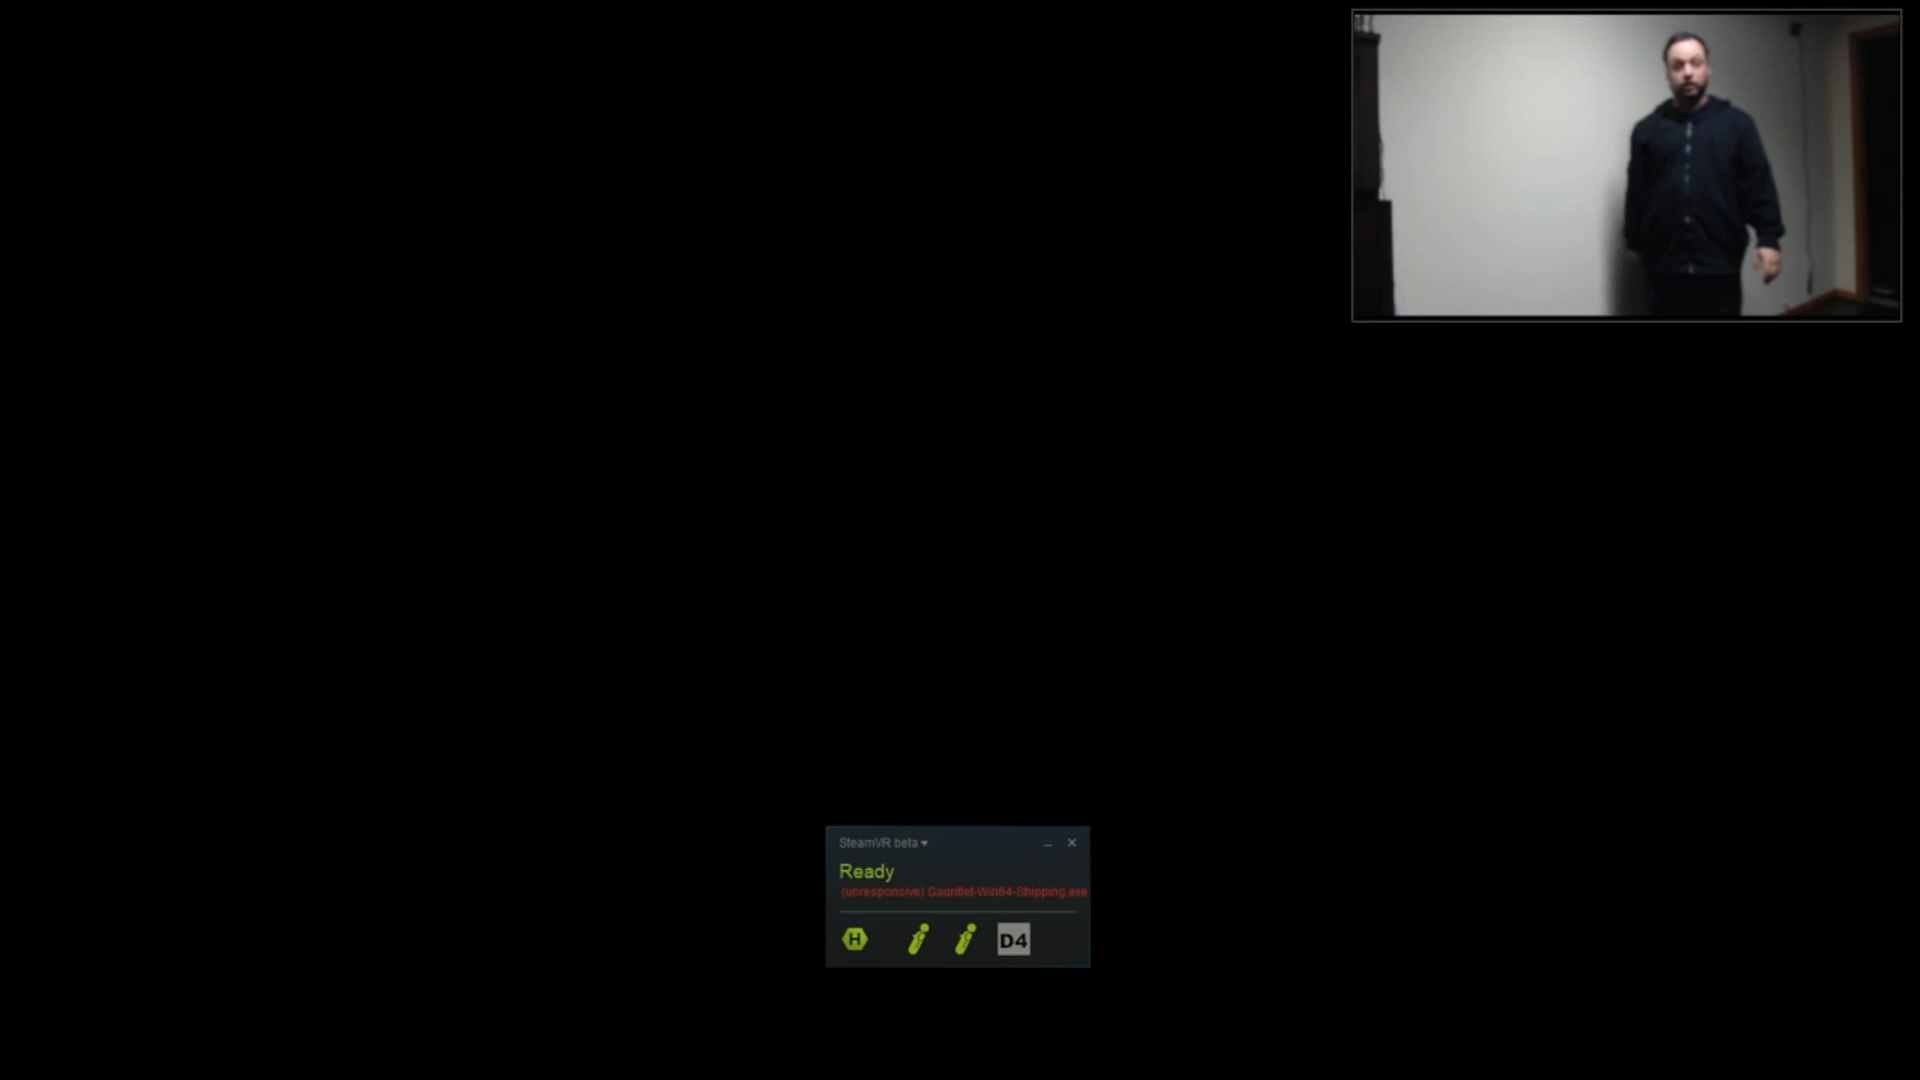 SteamVR beta
Ready
(unresponsive) Gauntlet-Win64-Shipping.exe
H
D4